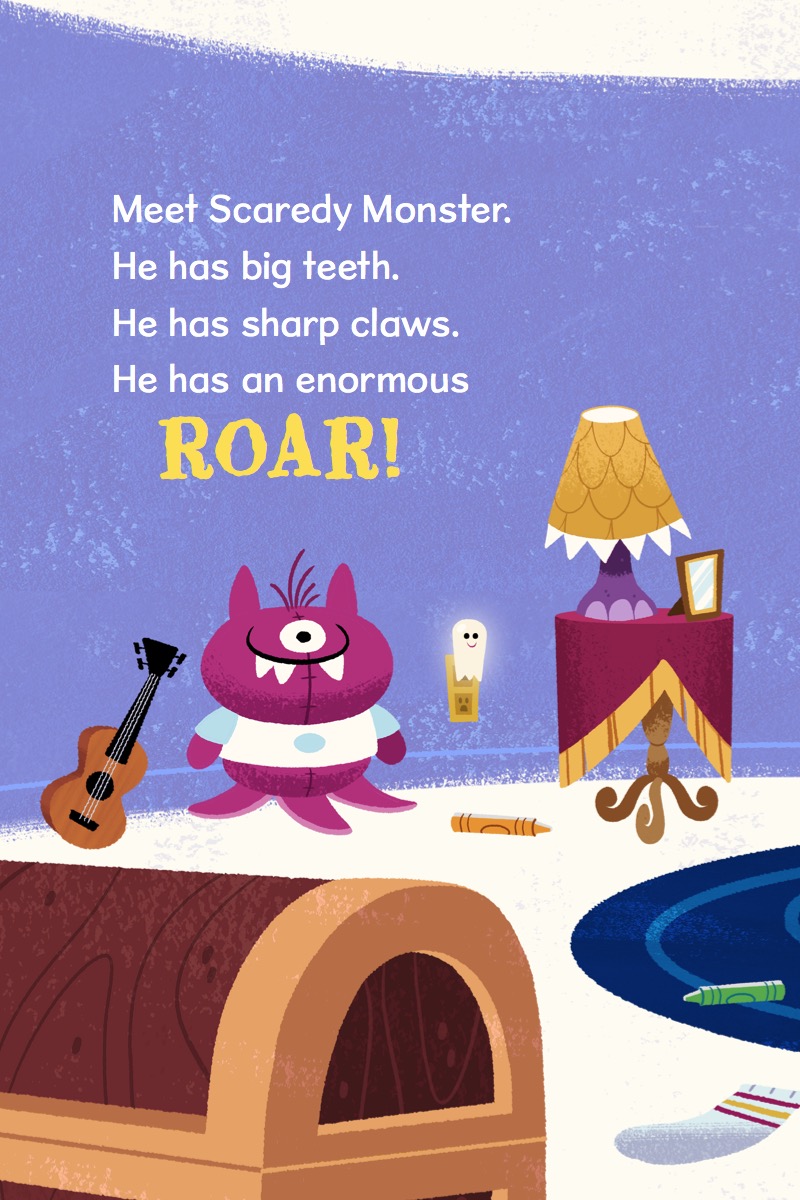 Meet Scaredy Monster.
He has big teeth.
He has sharp claws.
He has an enormous
ROAR!